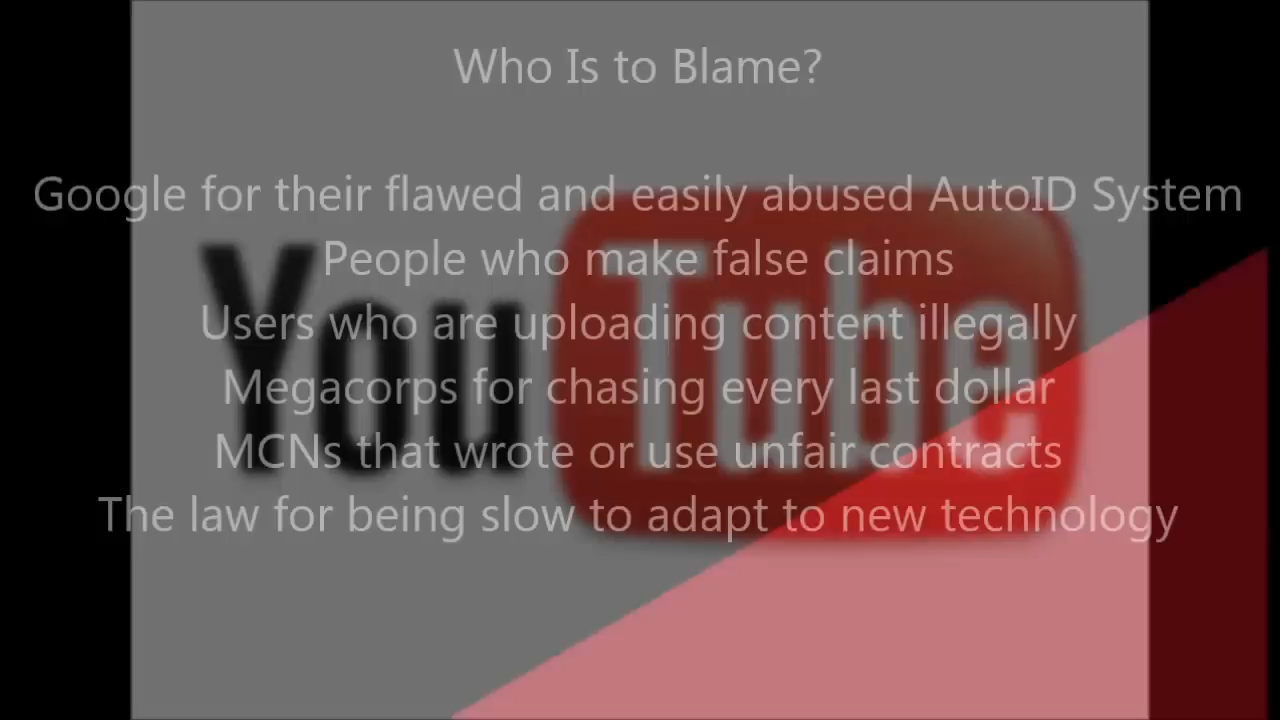 Who Is to Blame?
Google for their flawed and easily abused AutoID System
People who make false claims
Users who are uploading content illegally
Megacorps for chasing every last dollar
MCNs that wrote or use unfair contracts
The law for being slow to adapt to new technology
YouTube